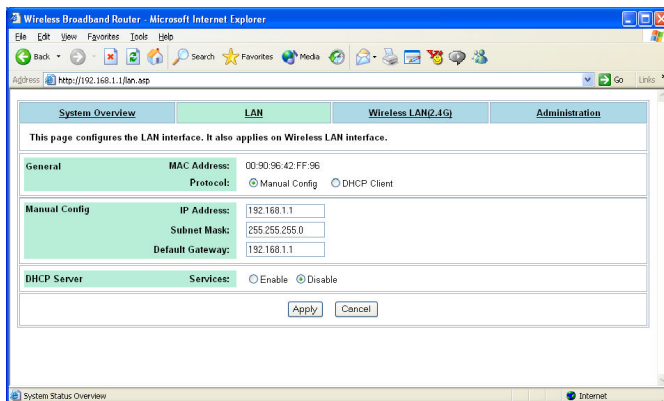 Wireless Broadband Router - Microsoft Internet Explorer
File Edit View Favorites Tools Help
Back Search Favorites Media
Address http://192.168.1.1/lan.asp Go Links
System Overview LAN Wireless LAN(2.4G) Administration
This page configures the LAN interface. It also applies on Wireless LAN interface.
General MAC Address: 00:90:96:42:FF:96
Protocol: Manual Config DHCP Client
Manual Config IP Address: 192.168.1.1
Subnet Mask: 255.255.255.0
Default Gateway: 192.168.1.1
DHCP Server Services: Enable Disable
Apply Cancel
System Status Overview Internet